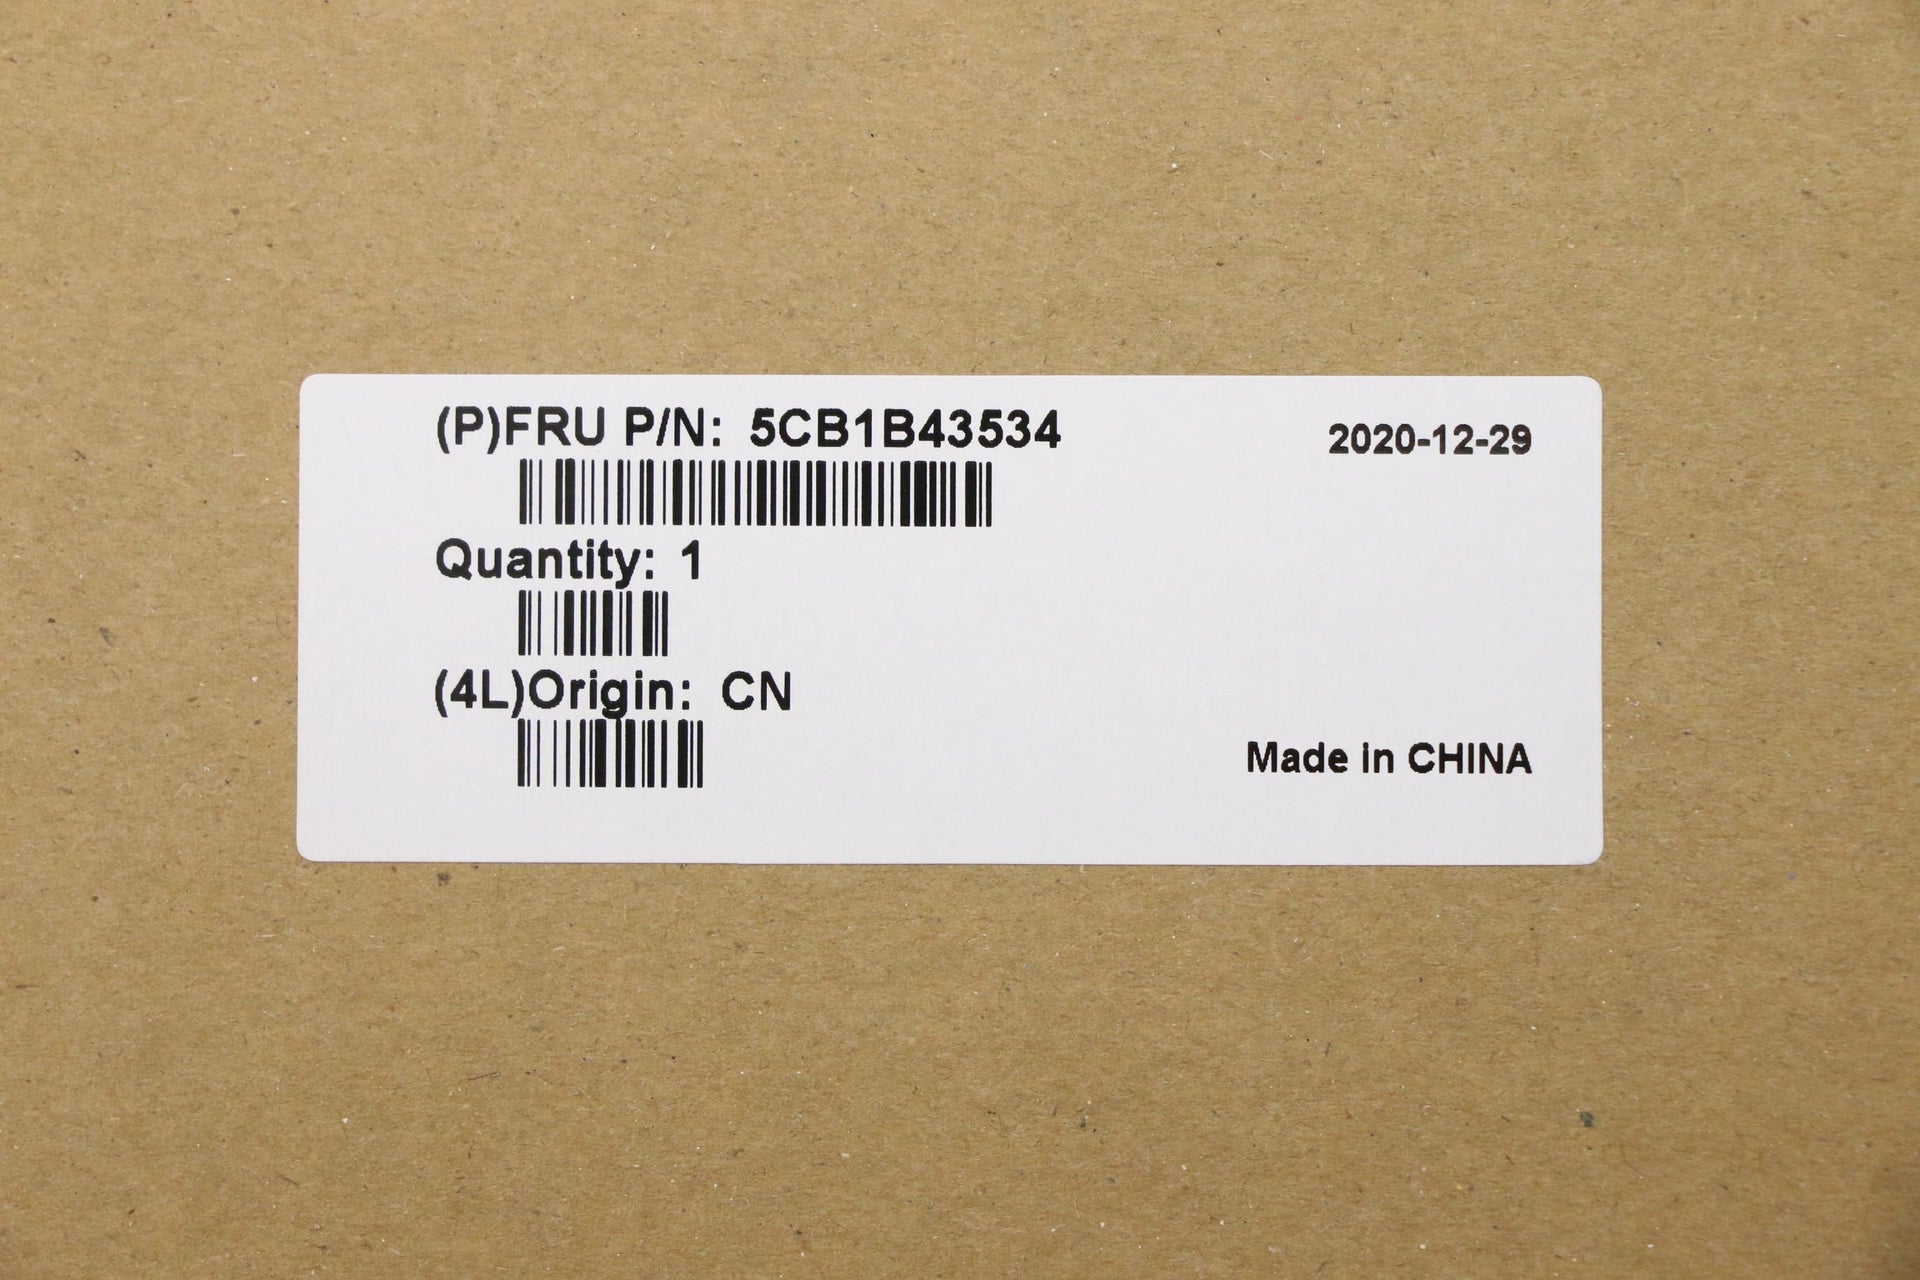 (P)FRU P/N: 5CB1B43534
2020-12-29
Quantity: 1
(4L)Origin: CN
Made in CHINA